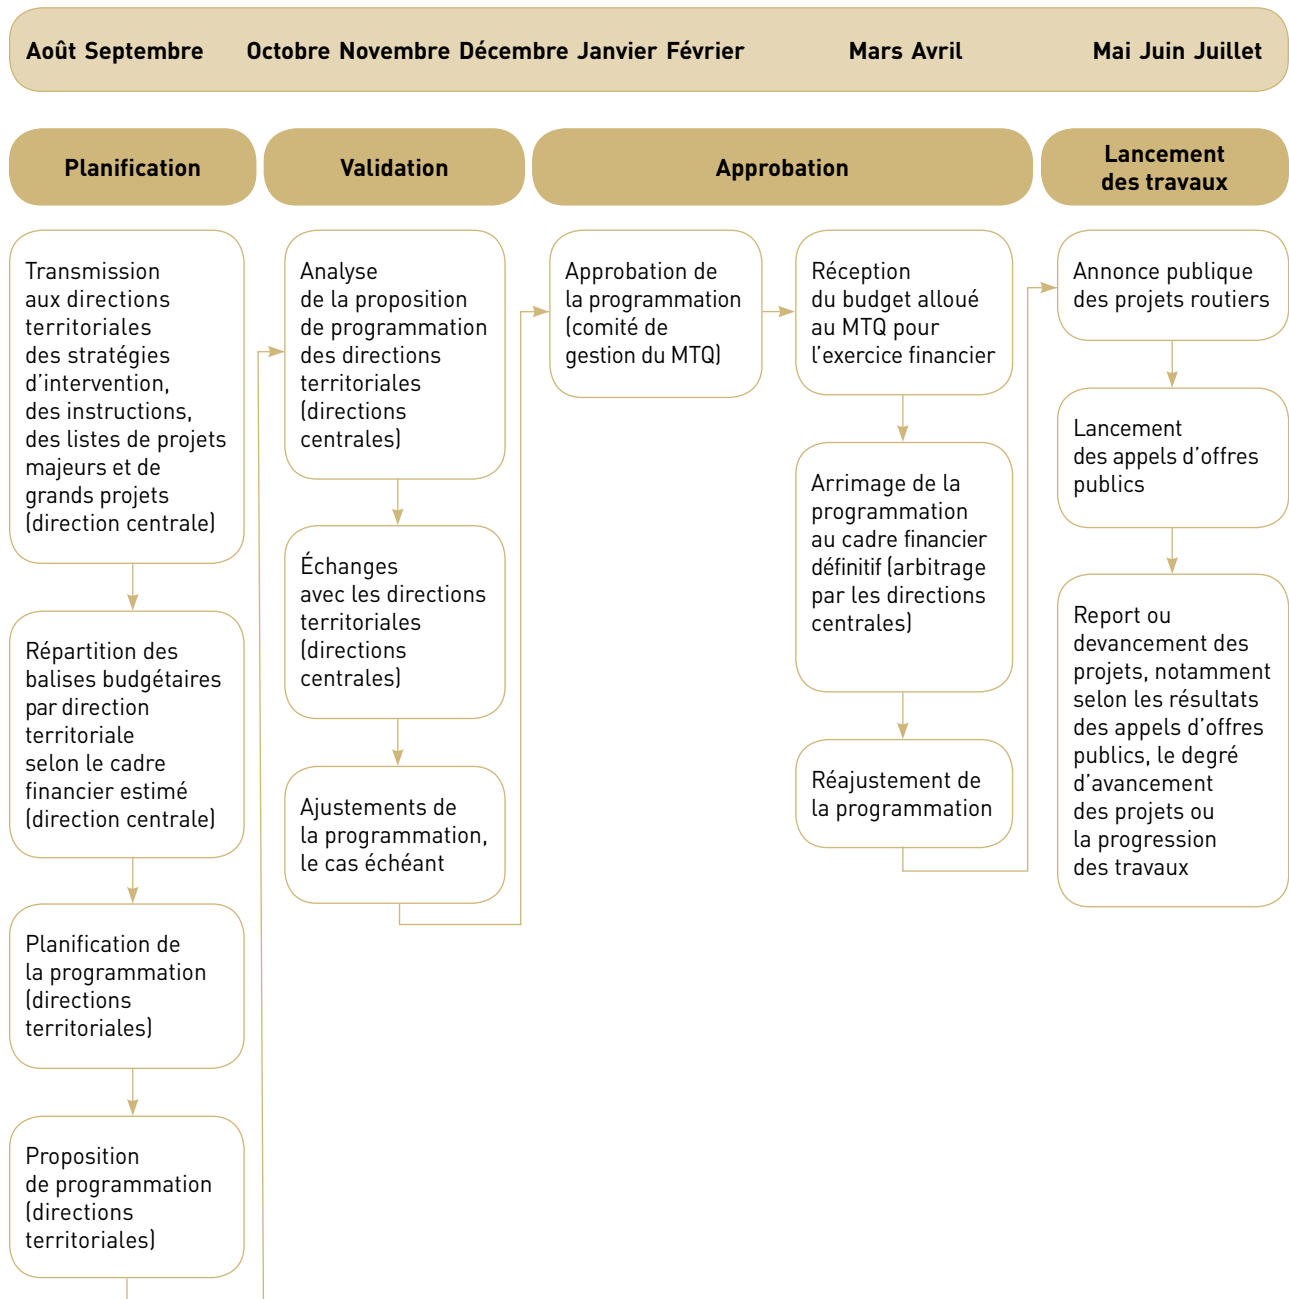 Août Septembre Octobre Novembre Décembre Janvier Février Mars Avril Mai Juin Juillet
Planification
Validation
Approbation
Lancement
des travaux
Transmission
aux directions
territoriales
des stratégies
d'intervention,
des instructions,
des listes de projets
majeurs et de
grands projets
(direction centrale)
Répartition des
balises budgétaires
par direction
territoriale
selon le cadre
financier estimé
(direction centrale)
Planification de
la programmation
(directions
territoriales)
Proposition
de programmation
(directions
territoriales)
Analyse
de la proposition
de programmation
des directions
territoriales
(directions
centrales)
Échanges
avec les directions
territoriales
(directions
centrales)
Ajustements de
la programmation,
le cas échéant
Approbation de
la programmation
(comité de
gestion du MTQ)
Réception
du budget alloué
au MTQ pour
l'exercice financier
Arrimage de la
programmation
au cadre financier
définitif (arbitrage
par les directions
centrales)
Réajustement de
la programmation
Annonce publique
des projets routiers
Lancement
des appels d'offres
publics
Report ou
devancement des
projets, notamment
selon les résultats
des appels d'offres
publics, le degré
d'avancement
des projets ou
la progression
des travaux